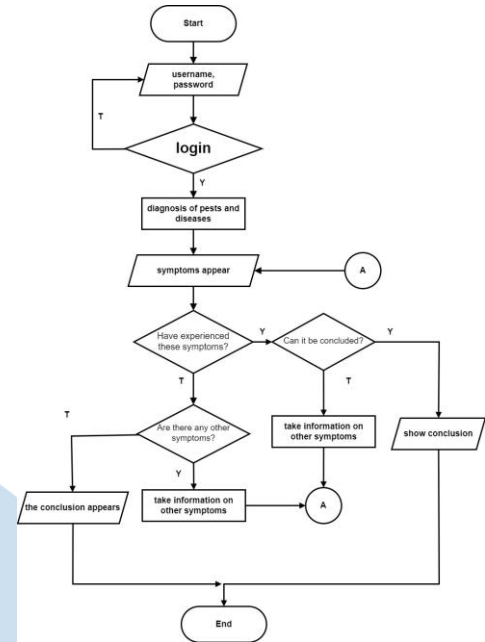 Start
username,
password
T
login
Y
diagnosis of pests and
diseases
symptoms appear
A
Have experienced
these symptoms?
Y
Can it be concluded?
Y
T
T
T
Are there any other
symptoms?
take information on
other symptoms
show conclusion
Y
the conclusion appears
take information on
other symptoms
A
End